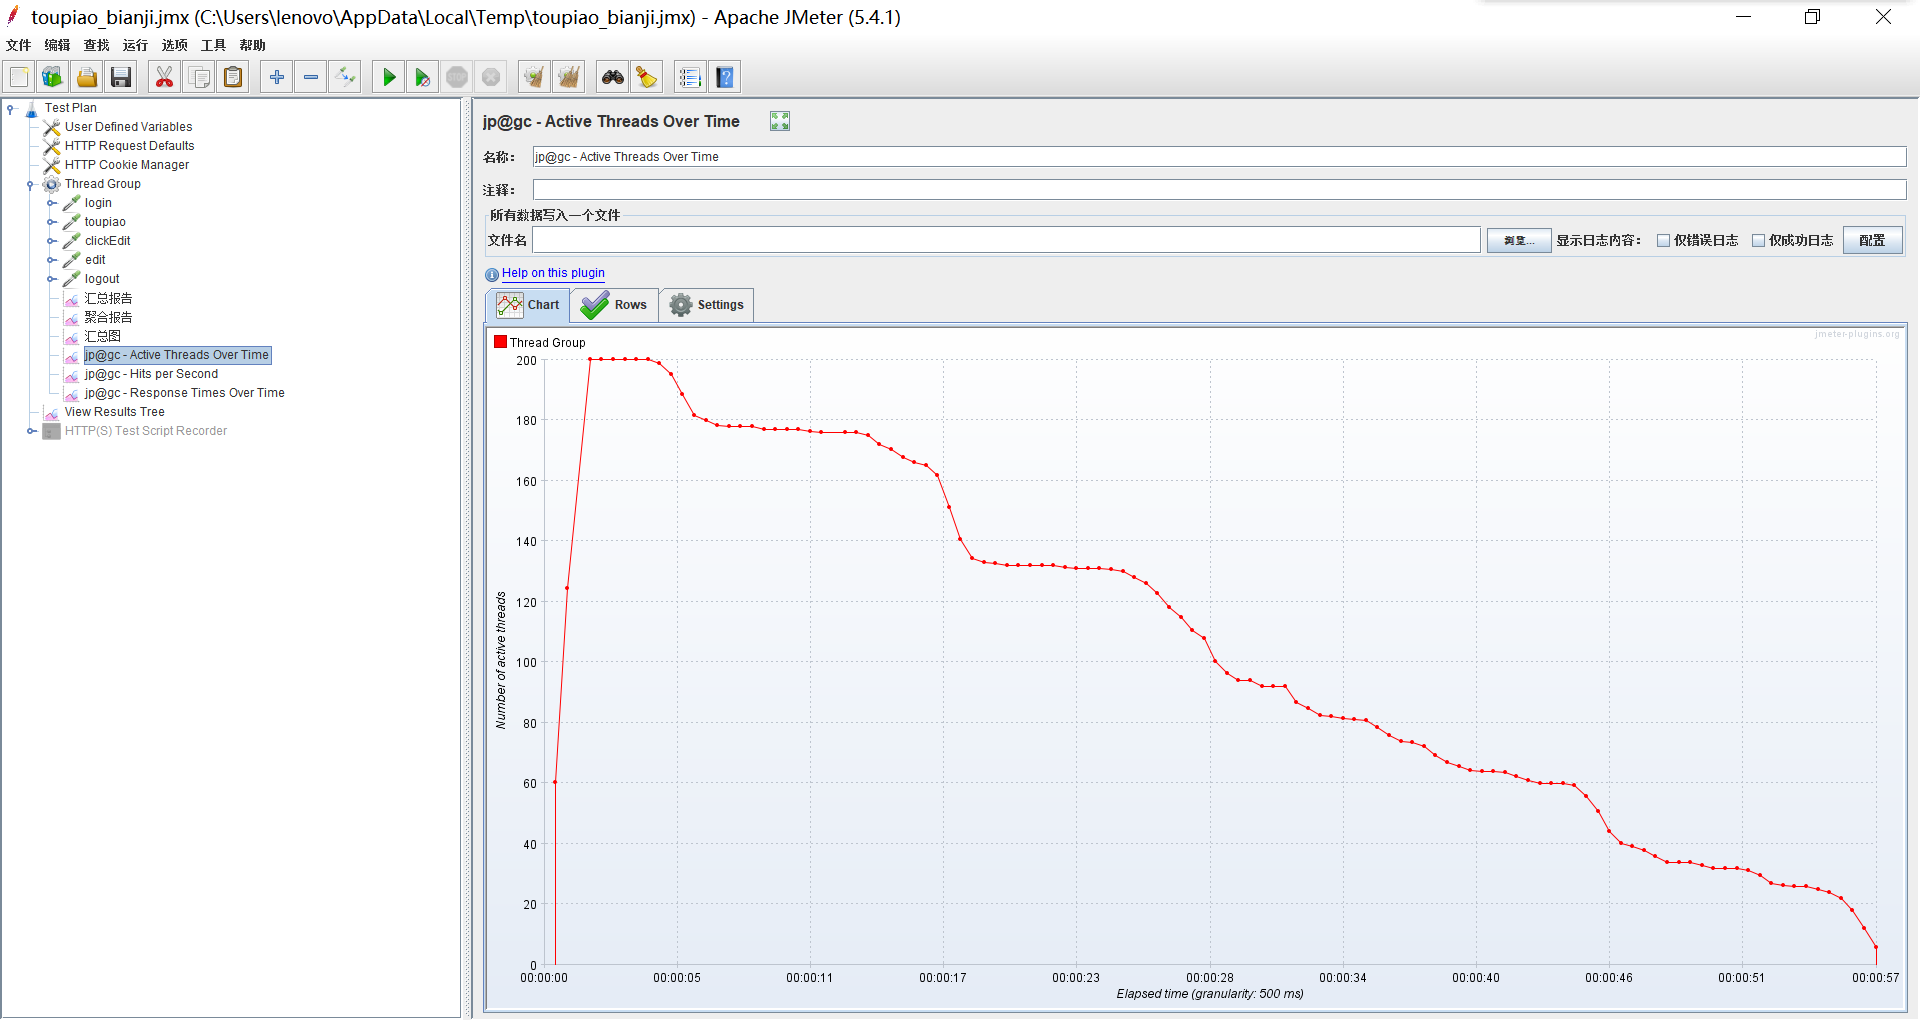 toupiao_bianji.jmx (C:\Users\lenovo\AppData\Local\Temp\toupiao_bianji.jmx) - Apache JMeter (5.4.1)
文件 编辑 查找 运行 选项 工具 帮助
STOP
Test Plan
User Defined Variables
HTTP Request Defaults
HTTP Cookie Manager
Thread Group
login
toupiao
clickEdit
edit
logout
汇总报告
聚合报告
汇总图
jp@gc - Active Threads Over Time
jp@gc - Hits per Second
jp@gc - Response Times Over Time
View Results Tree
HTTP(S) Test Script Recorder
jp@gc - Active Threads Over Time
名称： jp@gc - Active Threads Over Time
注释：
所有数据写入一个文件
文件名 浏览... 显示日志内容： 仅错误日志 仅成功日志 配置
Help on this plugin
Chart Rows Settings
jmeter-plugins.org
Thread Group
200
180
160
140
120
100
80
60
40
20
0
Number of active threads
00:00:00 00:00:05 00:00:11 00:00:17 00:00:23 00:00:28 00:00:34 00:00:40 00:00:46 00:00:51 00:00:57
Elapsed time (granularity: 500 ms)